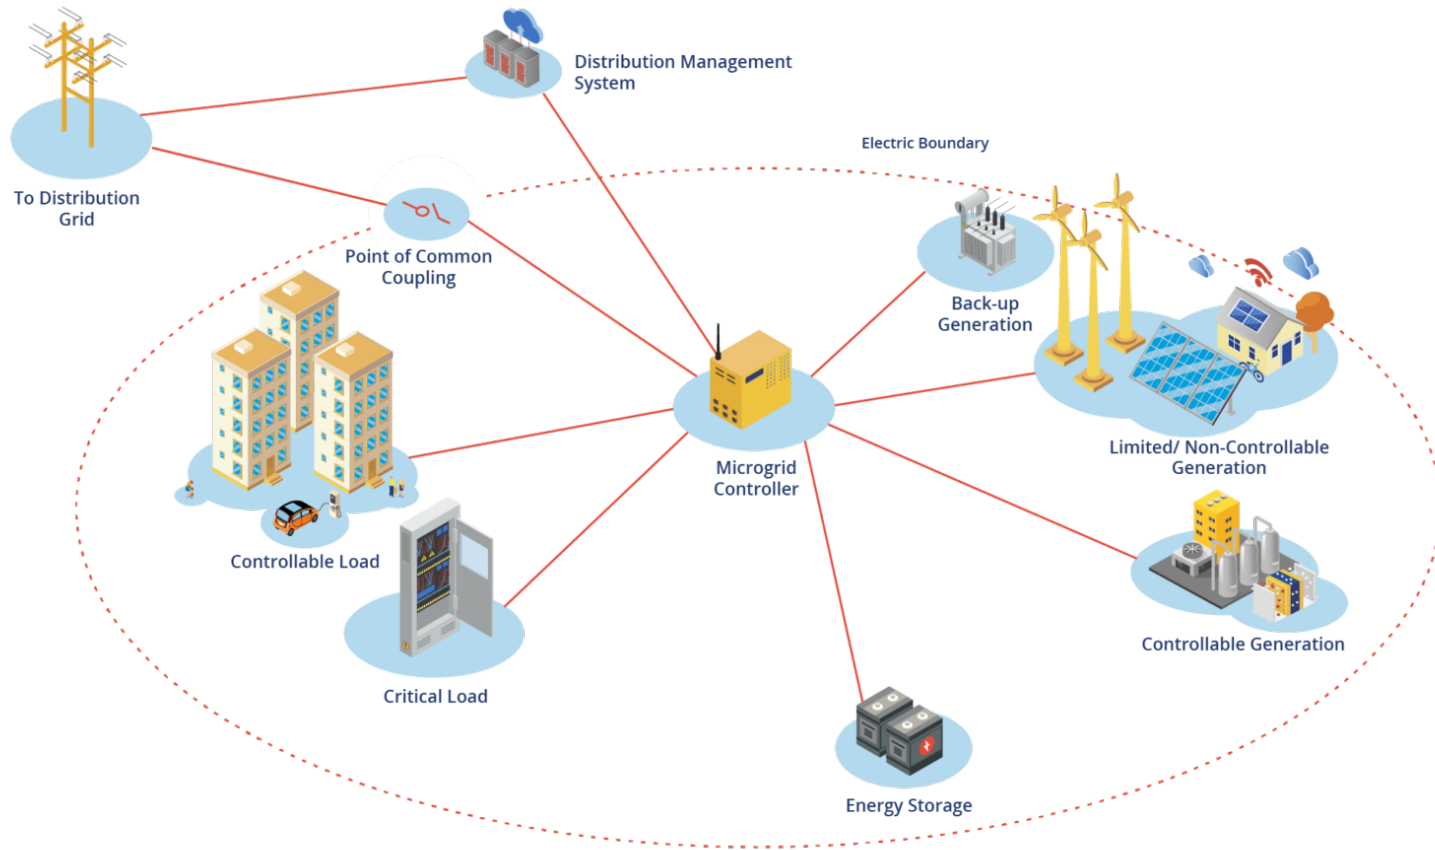 Distribution Management
System
Electric Boundary
To Distribution
Grid
Point of Common
Coupling
Back-up
Generation
Limited/ Non-Controllable
Generation
Microgrid
Controller
Controllable Load
Controllable Generation
Critical Load
Energy Storage